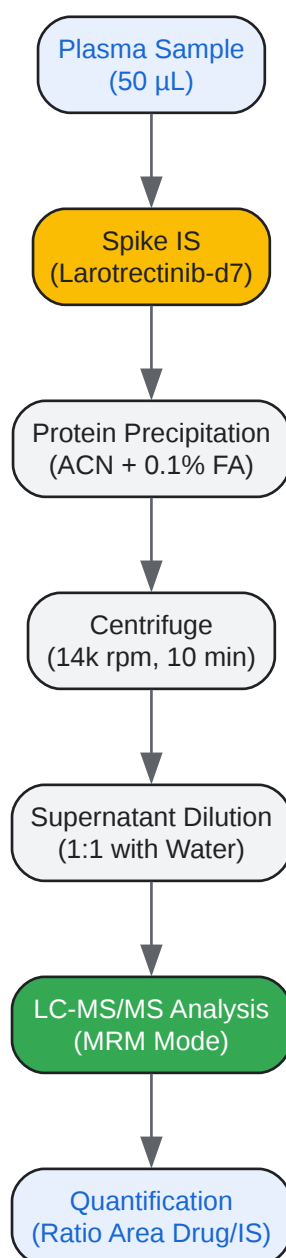 Plasma Sample
(50 µL)
Spike IS
(Larotrectinib-d7)
Protein Precipitation
(ACN + 0.1% FA)
Centrifuge
(14k rpm, 10 min)
Supernatant Dilution
(1:1 with Water)
LC-MS/MS Analysis
(MRM Mode)
Quantification
(Ratio Area Drug/IS)